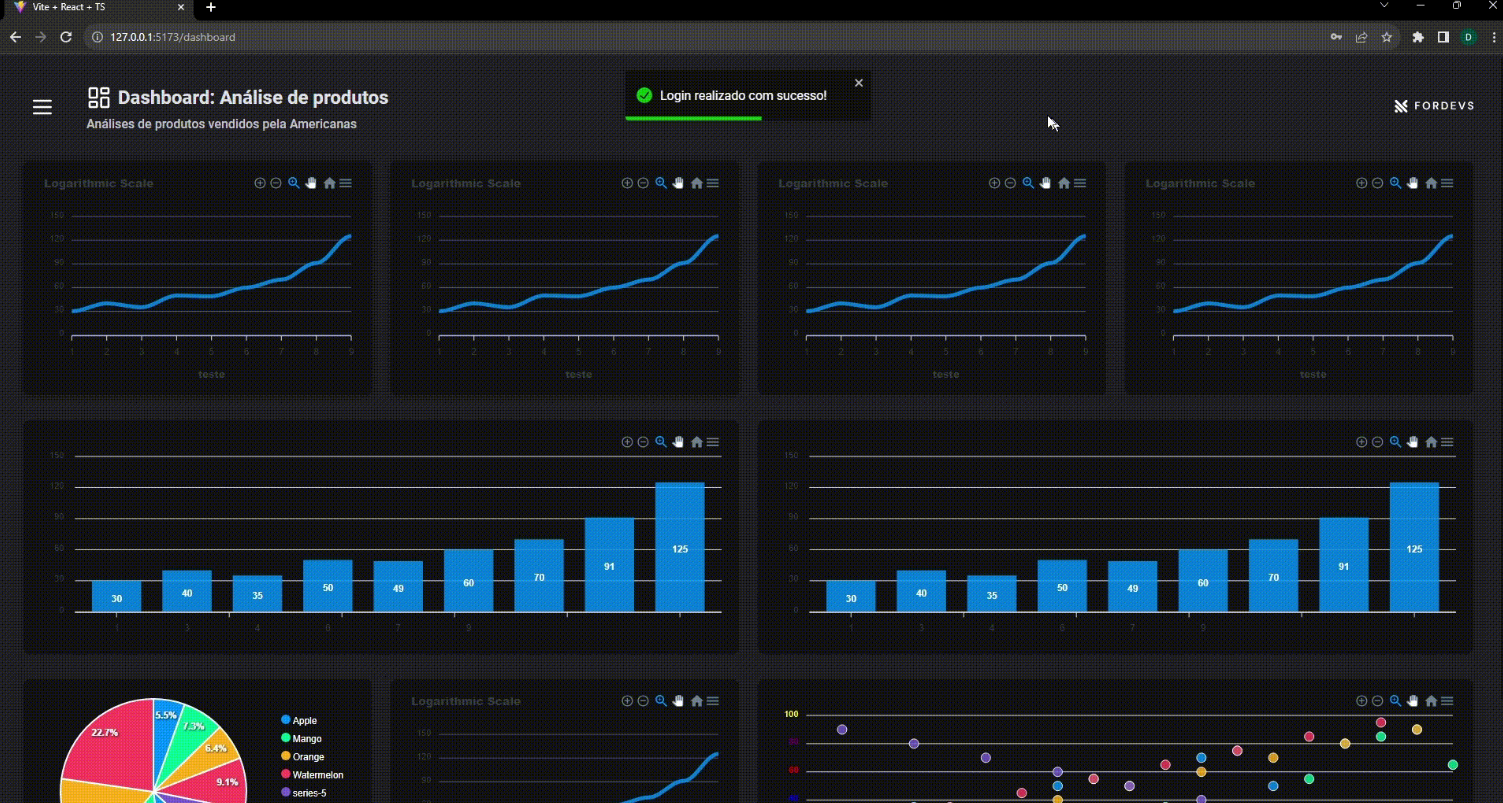 Vite + React + TS
127.0.0.1:5173/dashboard
D
Dashboard: Análise de produtos
Análises de produtos vendidos pela Americanas
Login realizado com sucesso!
FORDEVS
Logarithmic Scale
150
120
90
60
30
0
1 2 3 4 5 6 7 8 9
teste
Logarithmic Scale
150
120
90
60
30
0
1 2 3 4 5 6 7 8 9
teste
Logarithmic Scale
150
120
90
60
30
0
1 2 3 4 5 6 7 8 9
teste
Logarithmic Scale
150
120
90
60
30
0
1 2 3 4 5 6 7 8 9
teste
150
120
90
60
30
0
30 40 35 50 49 60 70 91 125
1 3 4 6 7 9
150
120
90
60
30
0
30 40 35 50 49 60 70 91 125
1 3 4 6 7 9
5.5%
7.3%
6.4%
9.1%
22.7%
Apple
Mango
Orange
Watermelon
series-5
Logarithmic Scale
150
120
90
100
80
60